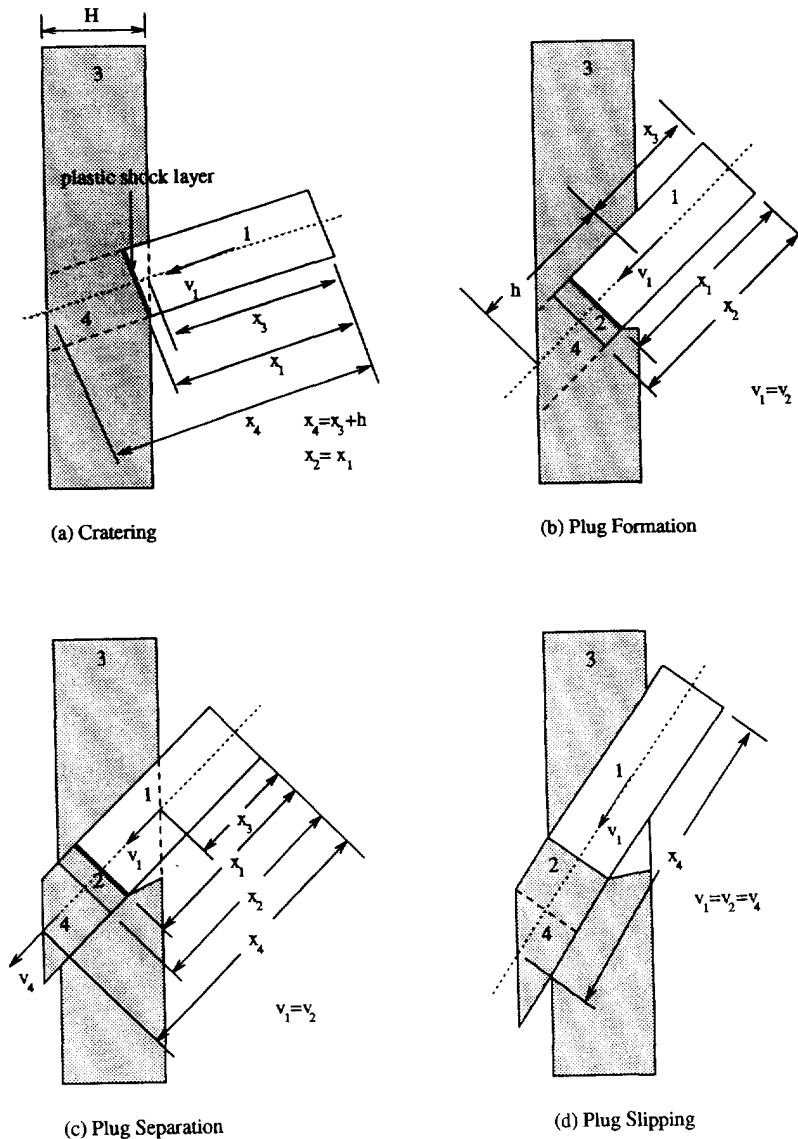 H
3
plastic shock layer
1
v₁
4
x₃
x₁
x₄
x₄=x₃+h
x₂= x₁
(a) Cratering
3
x₃
1
h
v₁
x₁
2
x₂
4
v₁=v₂
(b) Plug Formation
3
1
x₃
v₁
x₁
2
x₂
4
x₄
v₄
v₁=v₂
(c) Plug Separation
3
1
v₁
x₄
2
v₁=v₂=v₄
4
(d) Plug Slipping